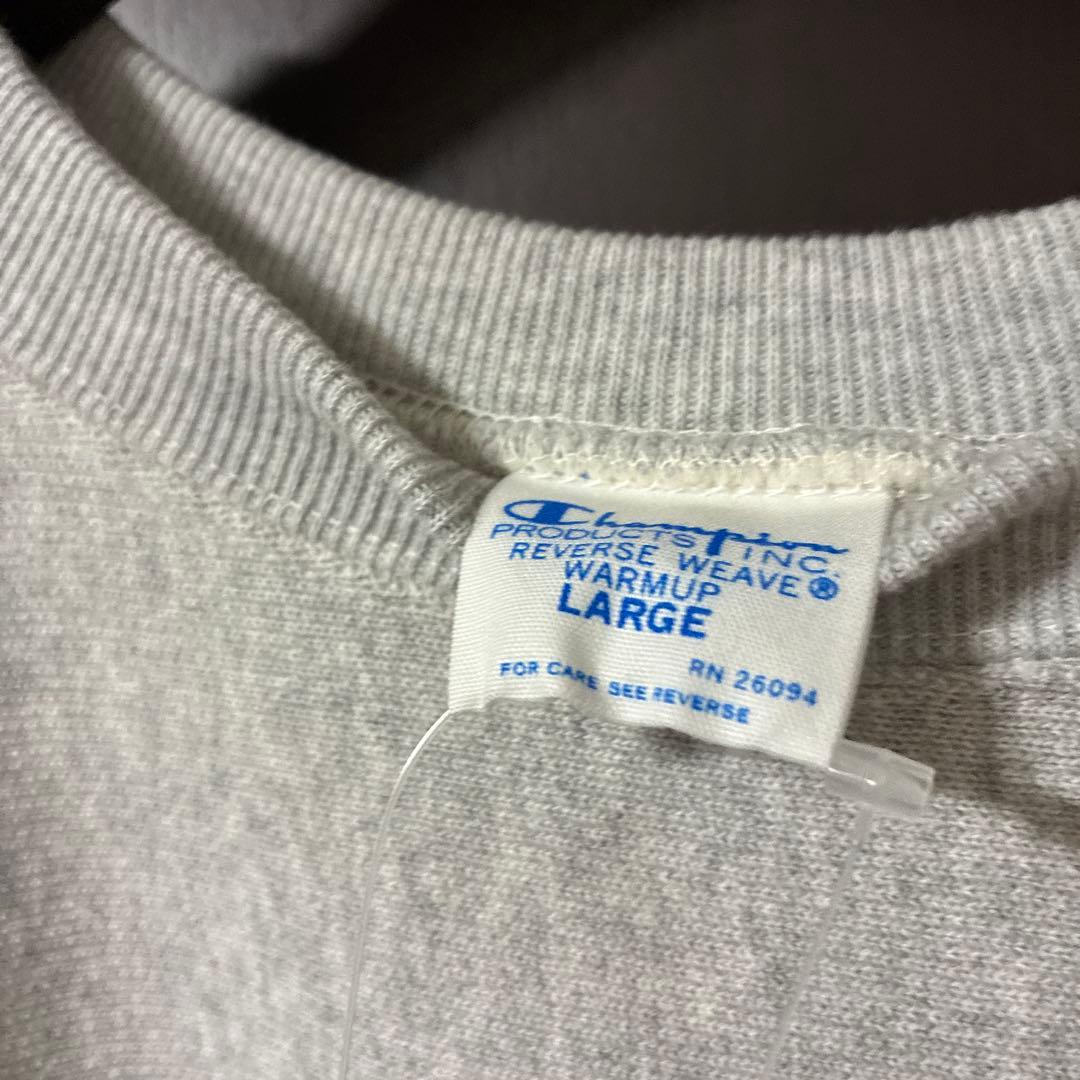 Champion
PRODUCTS INC.
REVERSE WEAVE®
WARMUP
LARGE
RN 26094
FOR CARE SEE REVERSE